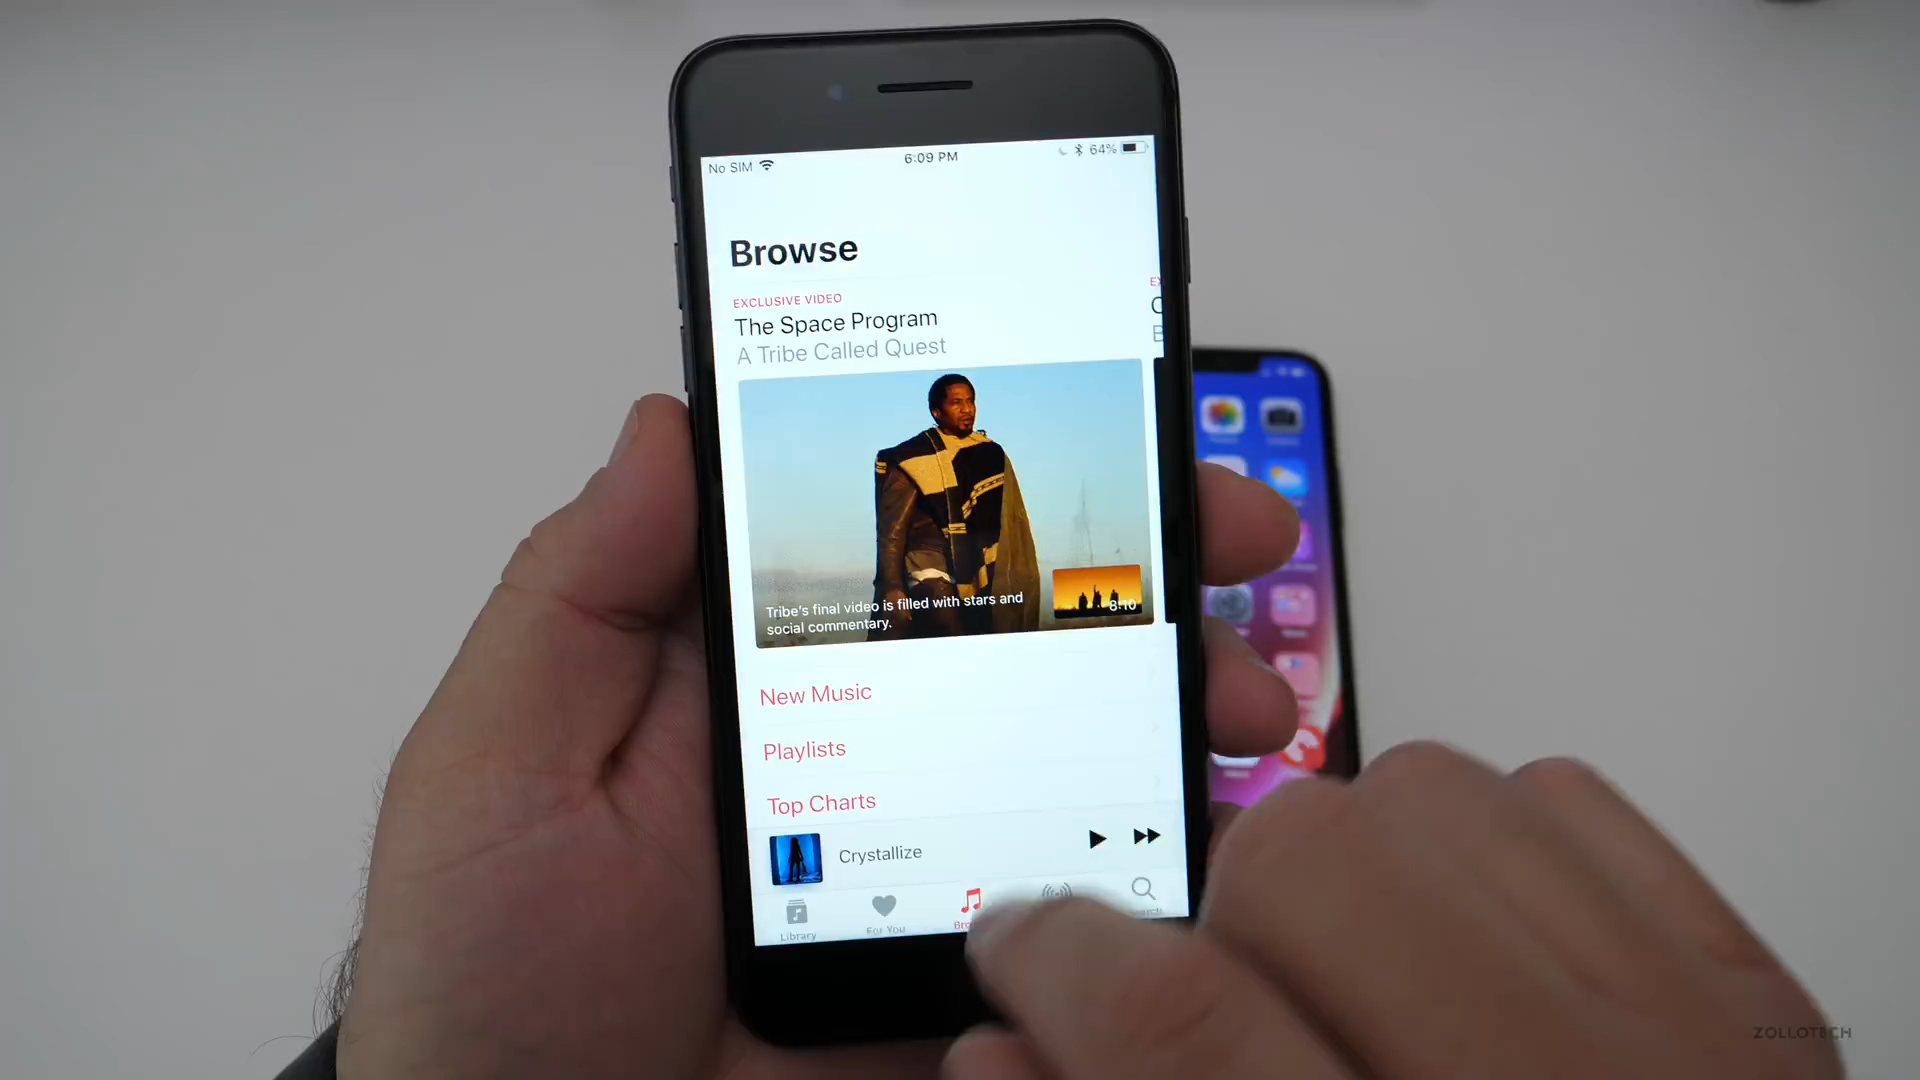 No SIM
6:09 PM
64%
Browse
EXCLUSIVE VIDEO
The Space Program
A Tribe Called Quest
Tribe's final video is filled with stars and
social commentary.
8:10
New Music
Playlists
Top Charts
Crystallize
Library
For You
ZOLLOTECH